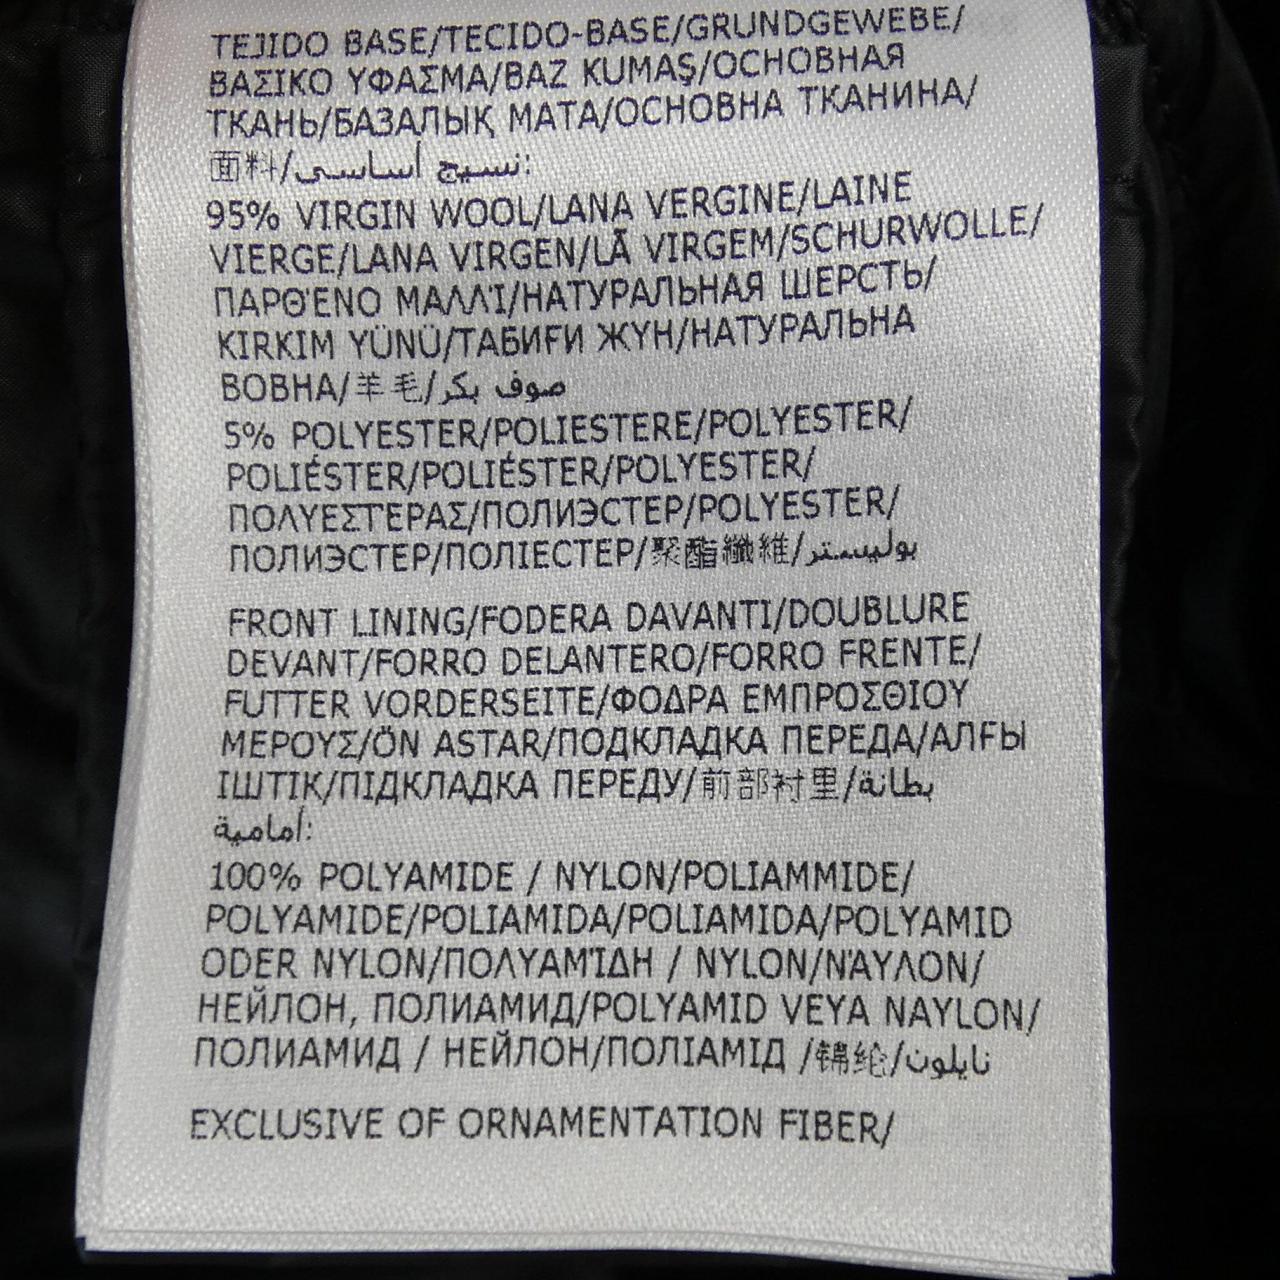 TEJIDO BASE/TECIDO-BASE/GRUNDGEWEBE/
ΒΑΣΙΚΟ ΥΦΑΣΜΑ/BAZ KUMAŞ/ОСНОВНАЯ
ТКАНЬ/БАЗАЛЫҚ МАТА/ОСНОВНА ТКАНИНА/
面料/نسيج أساسى:
95% VIRGIN WOOL/LANA VERGINE/LAINE
VIERGE/LANA VIRGEN/LÃ VIRGEM/SCHURWOLLE/
ΠΑΡΘΈΝΟ ΜΑΛΛΊ/НАТУРАЛЬНАЯ ШЕРСТЬ/
KIRKIM YÜNÜ/ТАБИҒИ ЖҮН/НАТУРАЛЬНА
ВОВНА/羊毛/صوف بكر
5% POLYESTER/POLIESTERE/POLYESTER/
POLIÉSTER/POLIÉSTER/POLYESTER/
ΠΟΛΥΕΣΤΕΡΑΣ/ПОЛИЭСТЕР/POLYESTER/
ПОЛИЭСТЕР/ПОЛІЕСТЕР/聚酯纖維/بوليستر
FRONT LINING/FODERA DAVANTI/DOUBLURE
DEVANT/FORRO DELANTERO/FORRO FRENTE/
FUTTER VORDERSEITE/ΦΟΔΡΑ ΕΜΠΡΟΣΘΙΟΥ
ΜΕΡΟΥΣ/ÖN ASTAR/ПОДКЛАДКА ПЕРЕДА/АЛҒЫ
ІШТІК/ПІДКЛАДКА ПЕРЕДУ/前部衬里/بطانة
أمامية:
100% POLYAMIDE / NYLON/POLIAMMIDE/
POLYAMIDE/POLIAMIDA/POLIAMIDA/POLYAMID
ODER NYLON/ΠΟΛΥΑΜΊΔΗ / NYLON/ΝΆΥΛΟΝ/
НЕЙЛОН, ПОЛИАМИД/POLYAMID VEYA NAYLON/
ПОЛИАМИД / НЕЙЛОН/ПОЛІАМІД /锦纶/نايلون
EXCLUSIVE OF ORNAMENTATION FIBER/